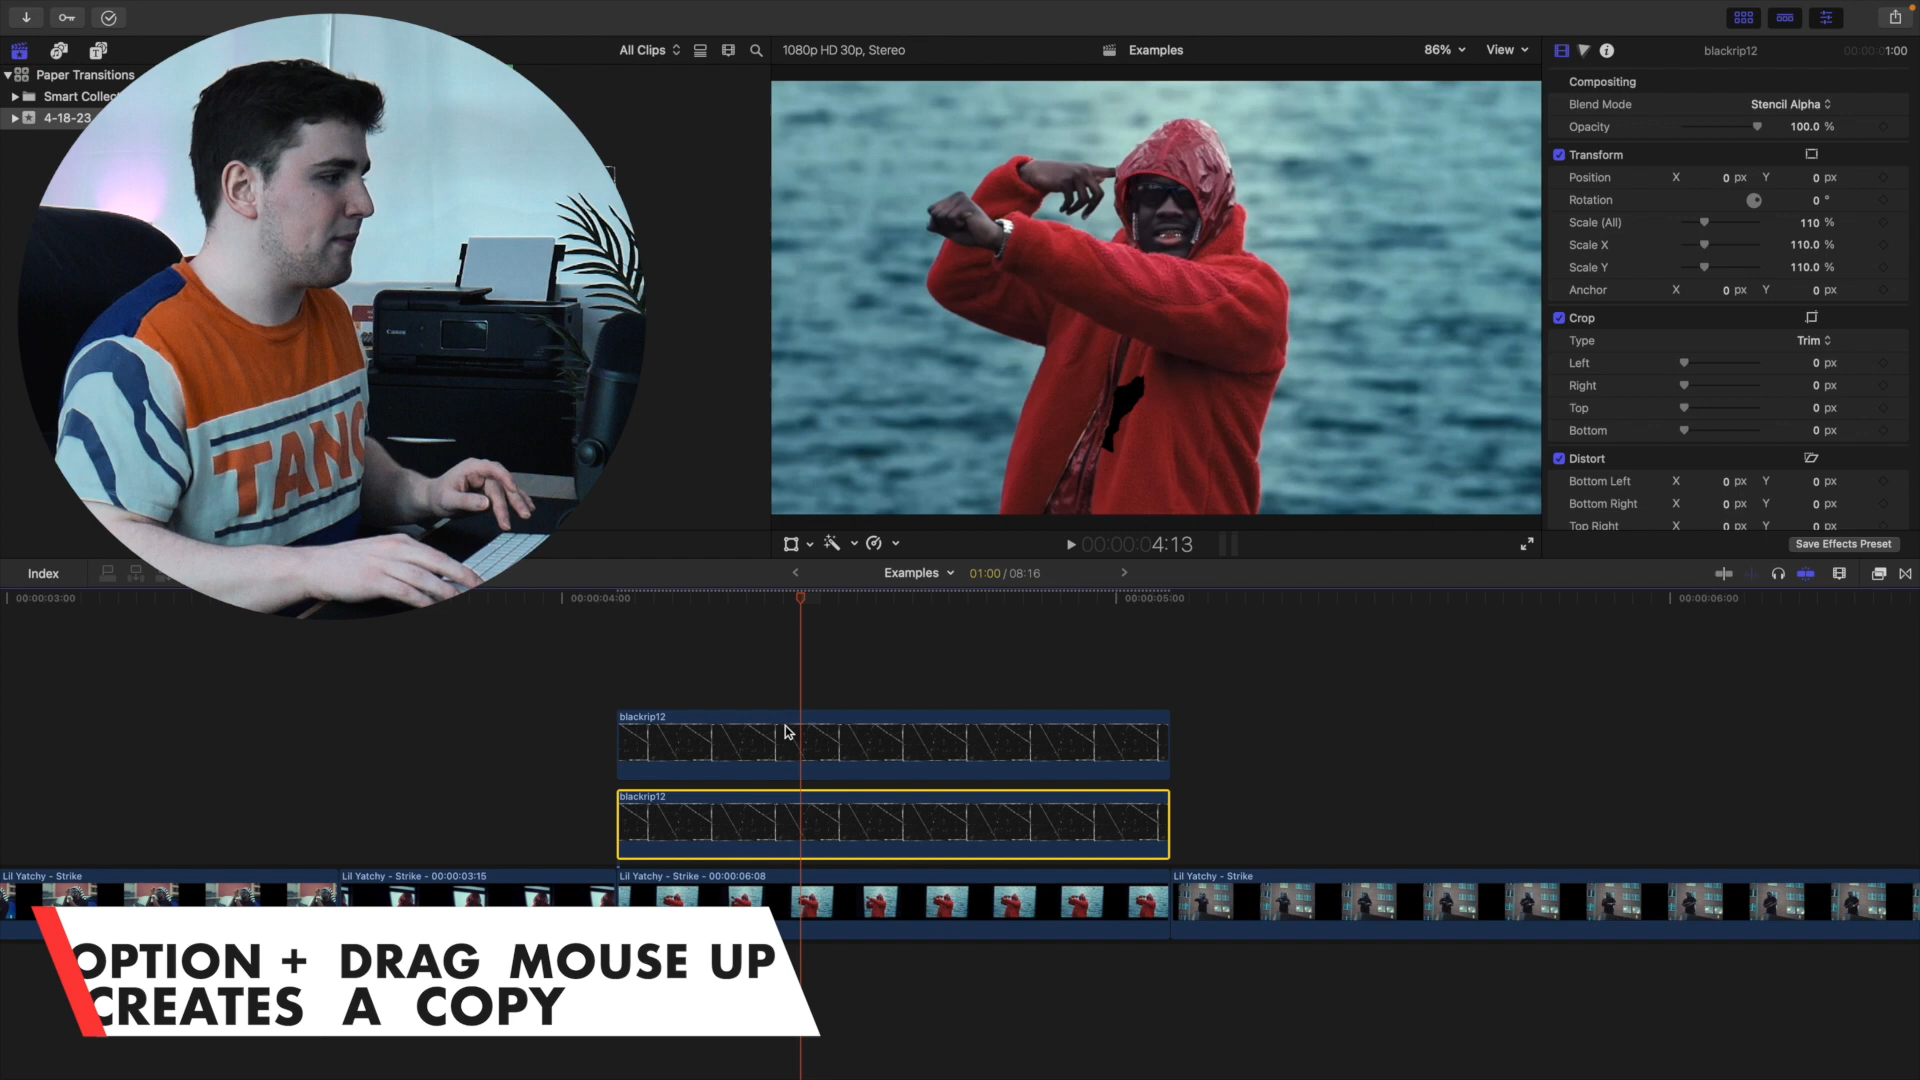 All Clips
1080p HD 30p, Stereo
Examples
86%
View
blackrip12
00:00:01:00
Paper Transitions
Smart Collec
4-18-23
Canon
TANG
Compositing
Blend Mode
Stencil Alpha
Opacity
100.0 %
Transform
Position X 0 px Y 0 px
Rotation 0 °
Scale (All) 110 %
Scale X 110.0 %
Scale Y 110.0 %
Anchor X 0 px Y 0 px
Crop
Type Trim
Left 0 px
Right 0 px
Top 0 px
Bottom 0 px
Distort
Bottom Left X 0 px Y 0 px
Bottom Right X 0 px Y 0 px
Top Right X 0 px Y 0 px
Save Effects Preset
00:00:04:13
Index
Examples
01:00 / 08:16
00:00:03:00
00:00:04:00
00:00:05:00
00:00:06:00
blackrip12
blackrip12
Lil Yatchy - Strike
Lil Yatchy - Strike - 00:00:03:15
Lil Yatchy - Strike - 00:00:06:08
Lil Yatchy - Strike
OPTION + DRAG MOUSE UP
CREATES A COPY